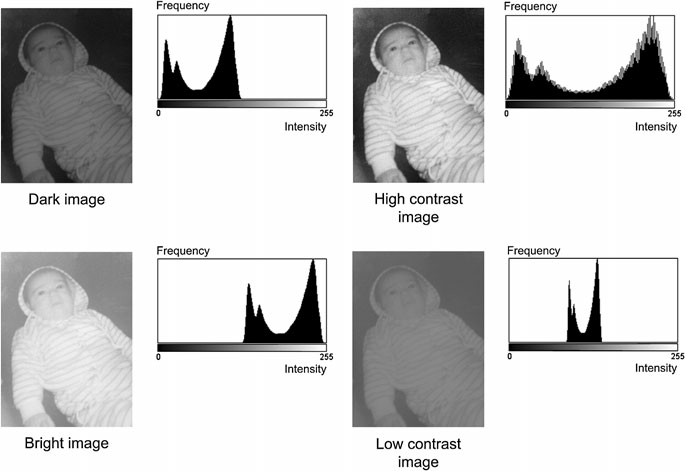 Frequency
0
255
Intensity
Dark image
Frequency
0
255
Intensity
High contrast
image
Frequency
0
255
Intensity
Bright image
Frequency
0
255
Intensity
Low contrast
image